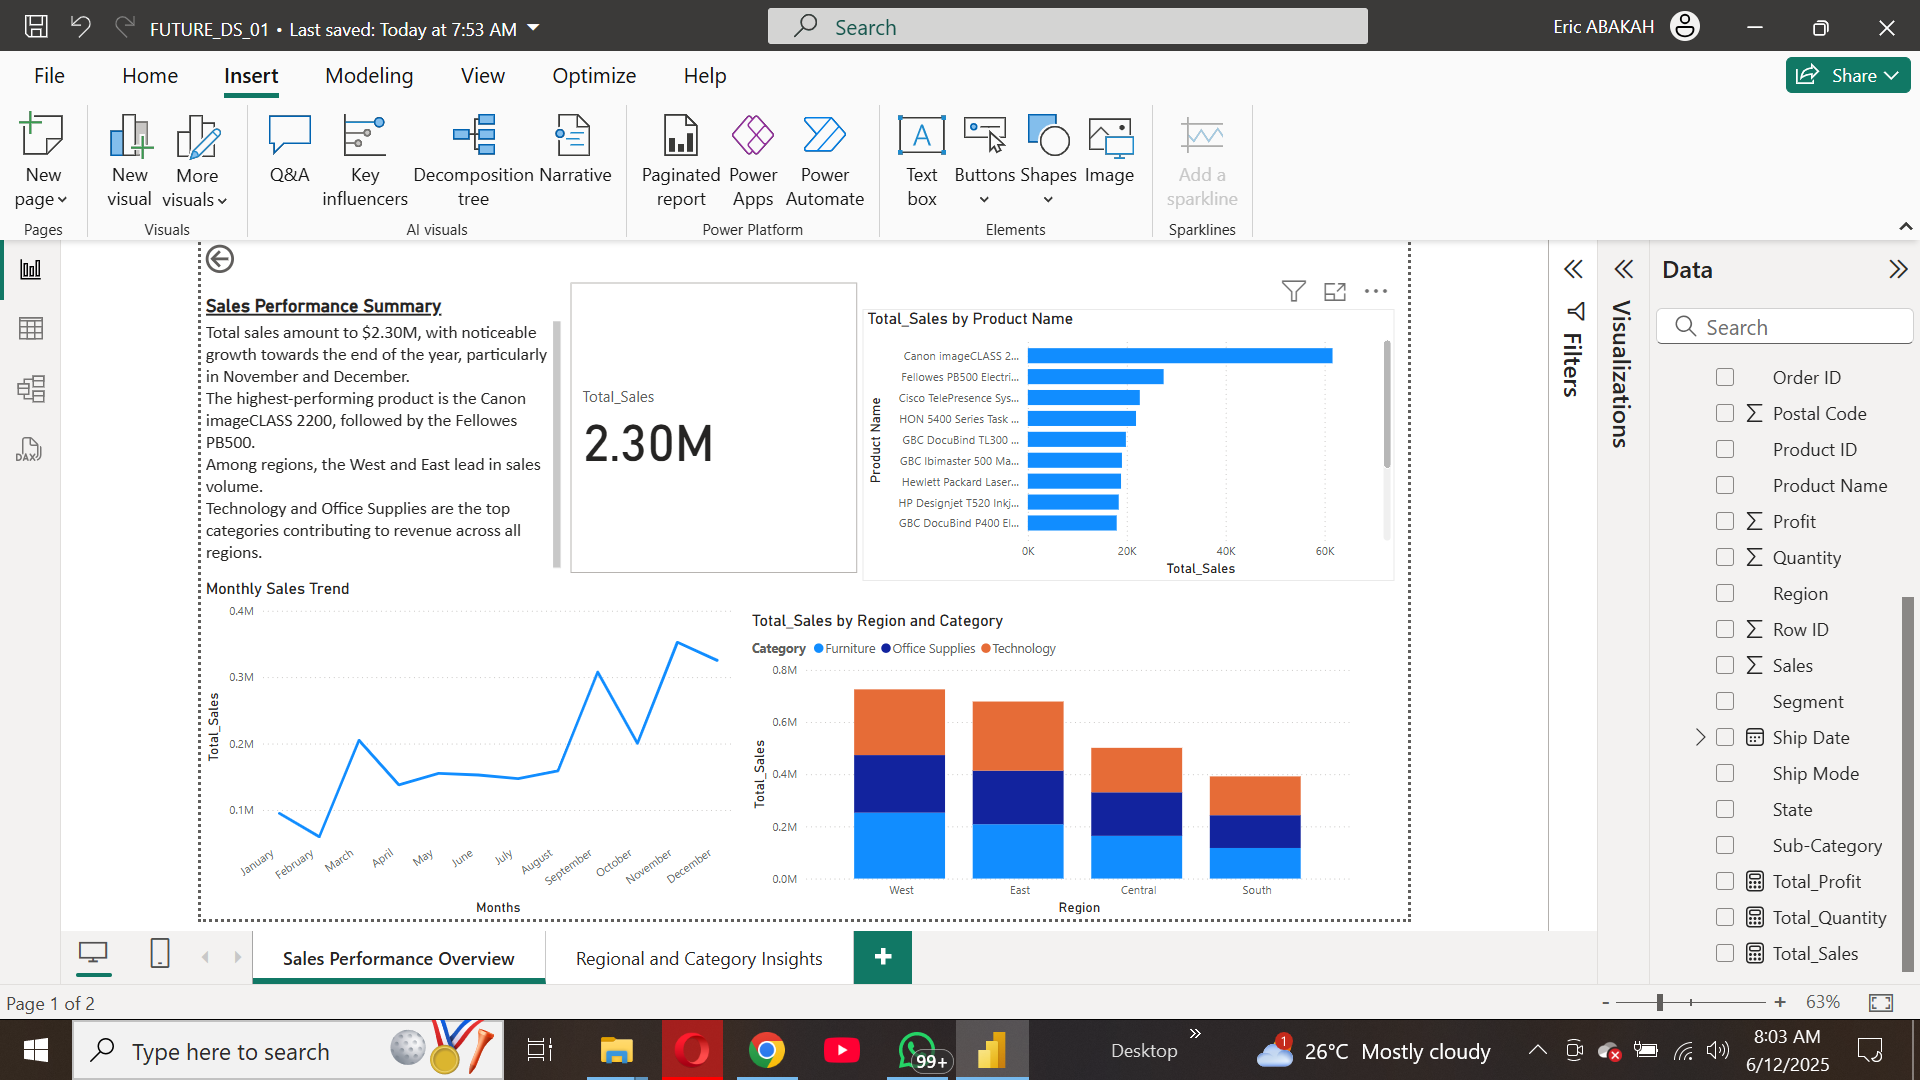 FUTURE_DS_01 • Last saved: Today at 7:53 AM
Search
Eric ABAKAH
File
Home
Insert
Modeling
View
Optimize
Help
Share
New page
New visual
More visuals
Q&A
Key influencers
Decomposition tree
Narrative
Paginated report
Power Apps
Power Automate
Text box
Buttons
Shapes
Image
Add a sparkline
Pages
Visuals
AI visuals
Power Platform
Elements
Sparklines
DAX
Sales Performance Summary
Total sales amount to $2.30M, with noticeable
growth towards the end of the year, particularly
in November and December.
The highest-performing product is the Canon
imageCLASS 2200, followed by the Fellowes
PB500.
Among regions, the West and East lead in sales
volume.
Technology and Office Supplies are the top
categories contributing to revenue across all
regions.
Total_Sales
2.30M
Total_Sales by Product Name
Product Name
Canon imageCLASS 2...
Fellowes PB500 Electri...
Cisco TelePresence Sys...
HON 5400 Series Task ...
GBC DocuBind TL300 ...
GBC Ibimaster 500 Ma...
Hewlett Packard Laser...
HP Designjet T520 Inkj...
GBC DocuBind P400 El...
0K
20K
40K
60K
Total_Sales
Monthly Sales Trend
Total_Sales
0.4M
0.3M
0.2M
0.1M
January
February
March
April
May
June
July
August
September
October
November
December
Months
Total_Sales by Region and Category
Category
Furniture
Office Supplies
Technology
Total_Sales
0.8M
0.6M
0.4M
0.2M
0.0M
West
East
Central
South
Region
Filters
Visualizations
Data
Search
Order ID
Postal Code
Product ID
Product Name
Profit
Quantity
Region
Row ID
Sales
Segment
Ship Date
Ship Mode
State
Sub-Category
Total_Profit
Total_Quantity
Total_Sales
Sales Performance Overview
Regional and Category Insights
Page 1 of 2
63%
Type here to search
99+
Desktop
1
26°C Mostly cloudy
8:03 AM
6/12/2025